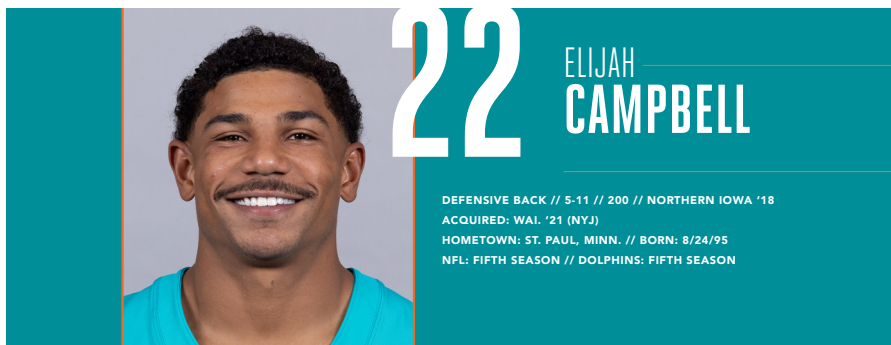 22
ELIJAH
CAMPBELL
DEFENSIVE BACK // 5-11 // 200 // NORTHERN IOWA ‘18
ACQUIRED: WAI. ‘21 (NYJ)
HOMETOWN: ST. PAUL, MINN. // BORN: 8/24/95
NFL: FIFTH SEASON // DOLPHINS: FIFTH SEASON